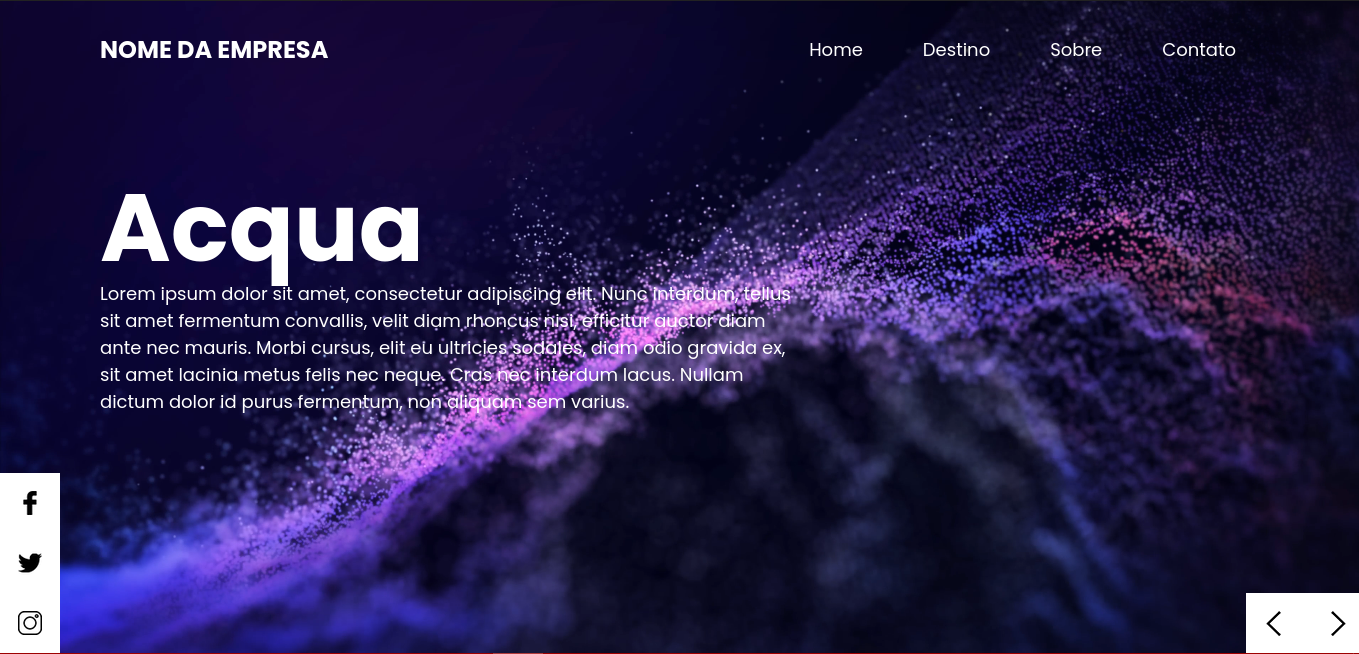 NOME DA EMPRESA
Home Destino Sobre Contato
Acqua
Lorem ipsum dolor sit amet, consectetur adipiscing elit. Nunc interdum, tellus
sit amet fermentum convallis, velit diam rhoncus nisi, efficitur auctor diam
ante nec mauris. Morbi cursus, elit eu ultricies sodales, diam odio gravida ex,
sit amet lacinia metus felis nec neque. Cras nec interdum lacus. Nullam
dictum dolor id purus fermentum, non aliquam sem varius.